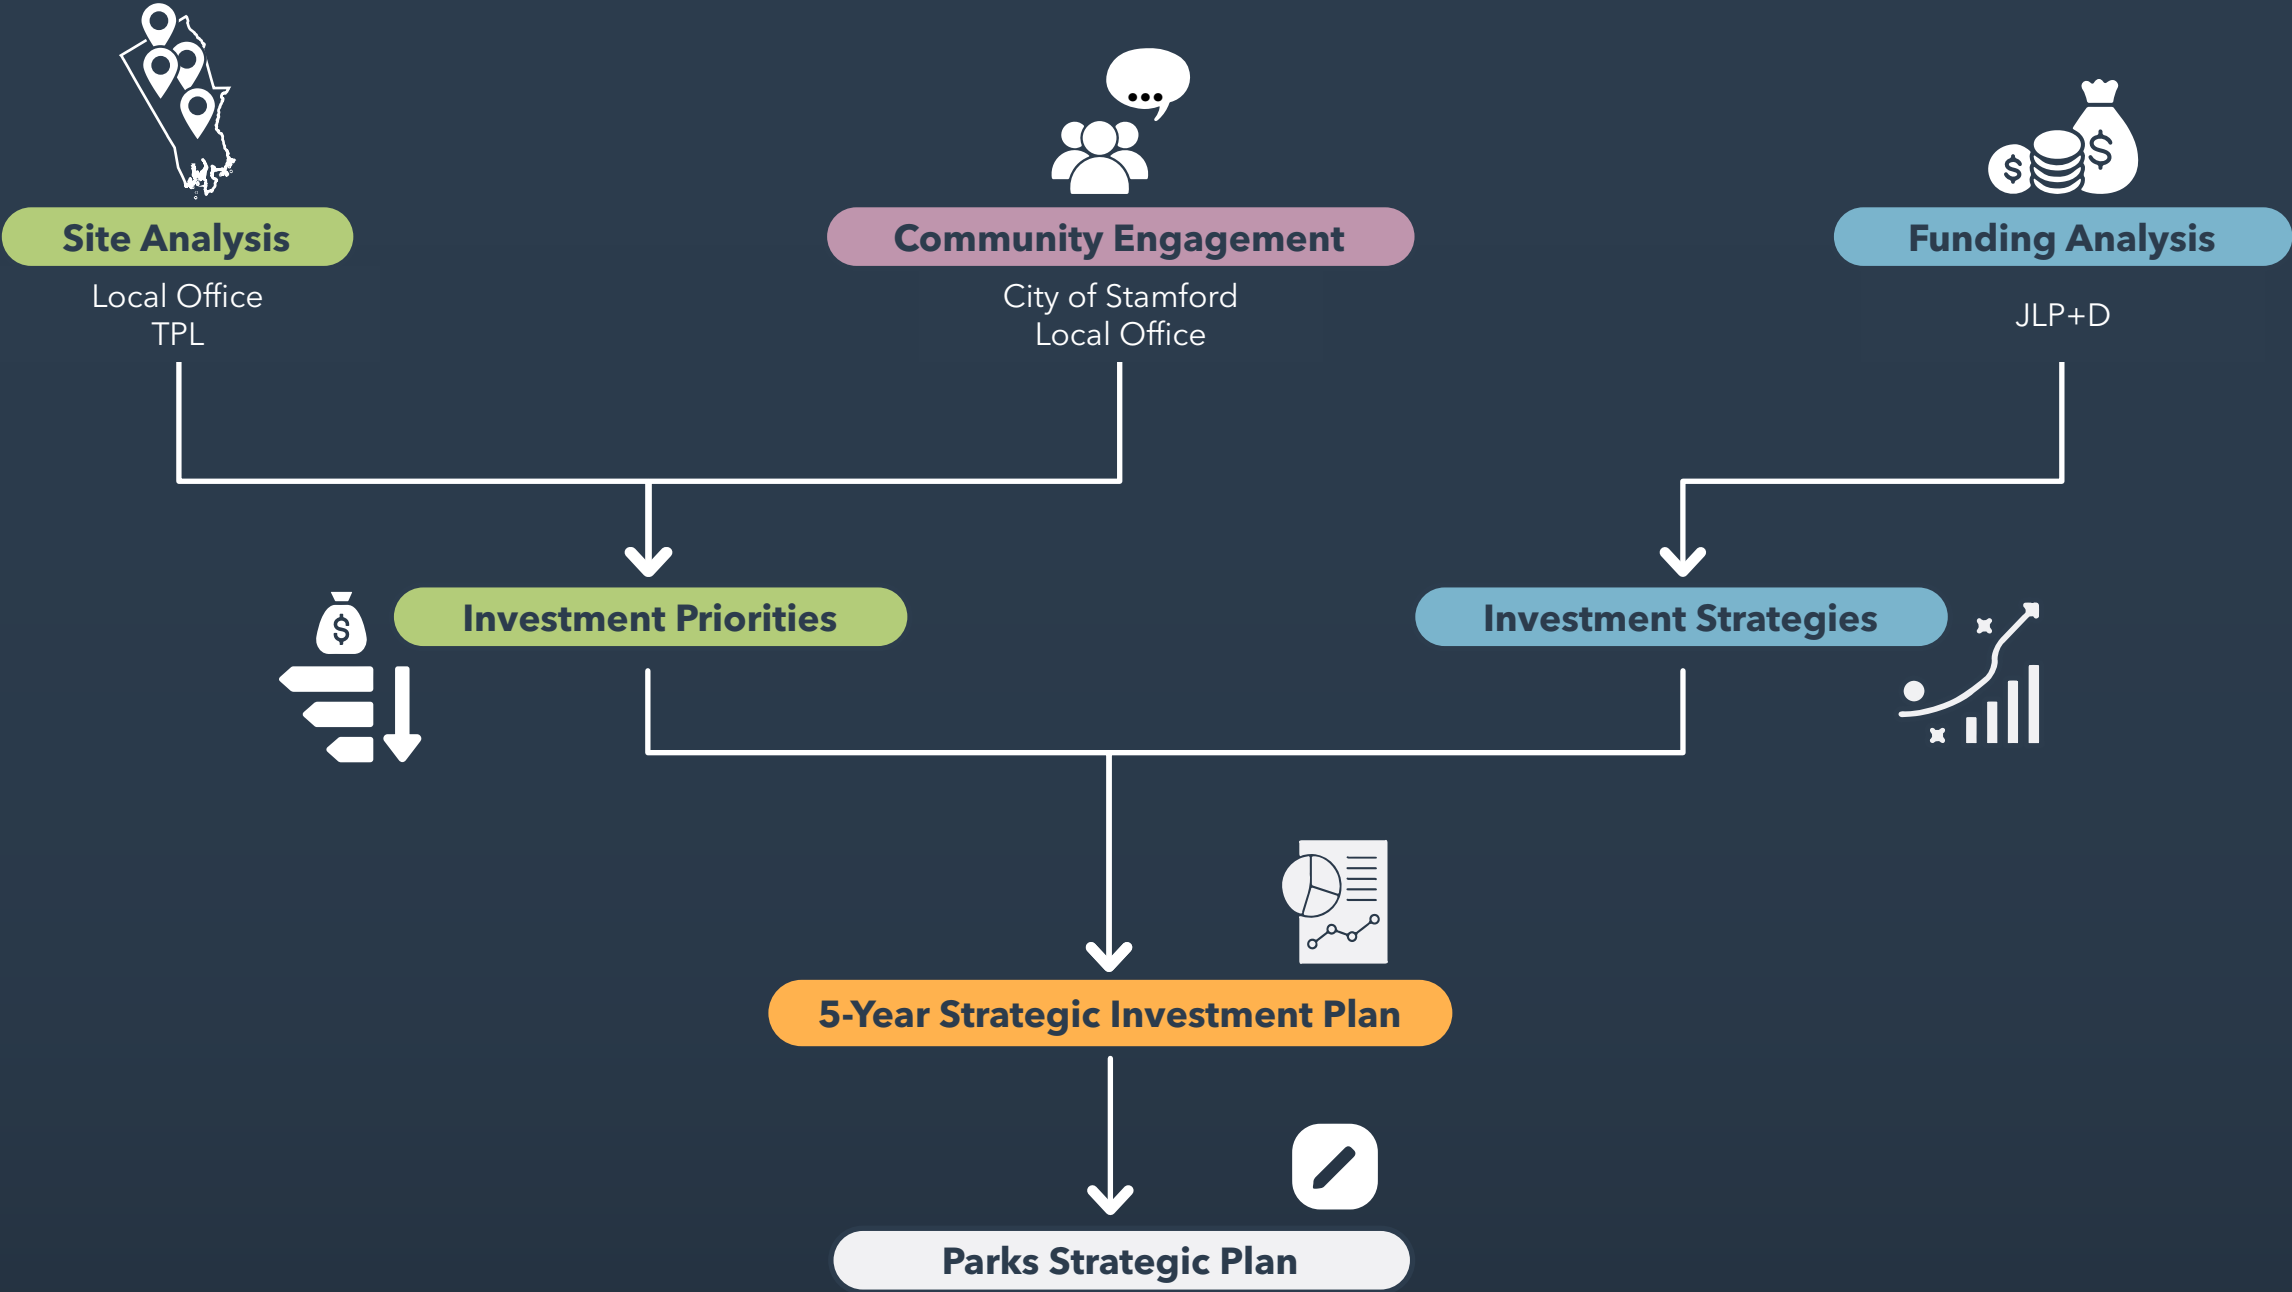 Site Analysis
Local Office
TPL
Community Engagement
City of Stamford
Local Office
Funding Analysis
JLP+D
Investment Priorities
Investment Strategies
5-Year Strategic Investment Plan
Parks Strategic Plan